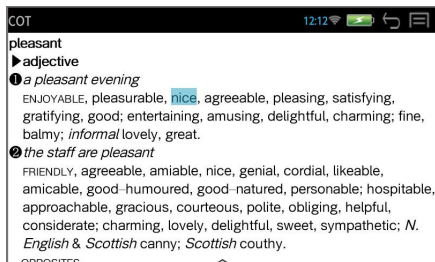 COT 12:12
pleasant
▶adjective
❶a pleasant evening
ENJOYABLE, pleasurable, nice, agreeable, pleasing, satisfying,
gratifying, good; entertaining, amusing, delightful, charming; fine,
balmy; informal lovely, great.
❷the staff are pleasant
FRIENDLY, agreeable, amiable, nice, genial, cordial, likeable,
amicable, good–humoured, good–natured, personable; hospitable,
approachable, gracious, courteous, polite, obliging, helpful,
considerate; charming, lovely, delightful, sweet, sympathetic; N.
English & Scottish canny; Scottish couthy.
OPPOSITES